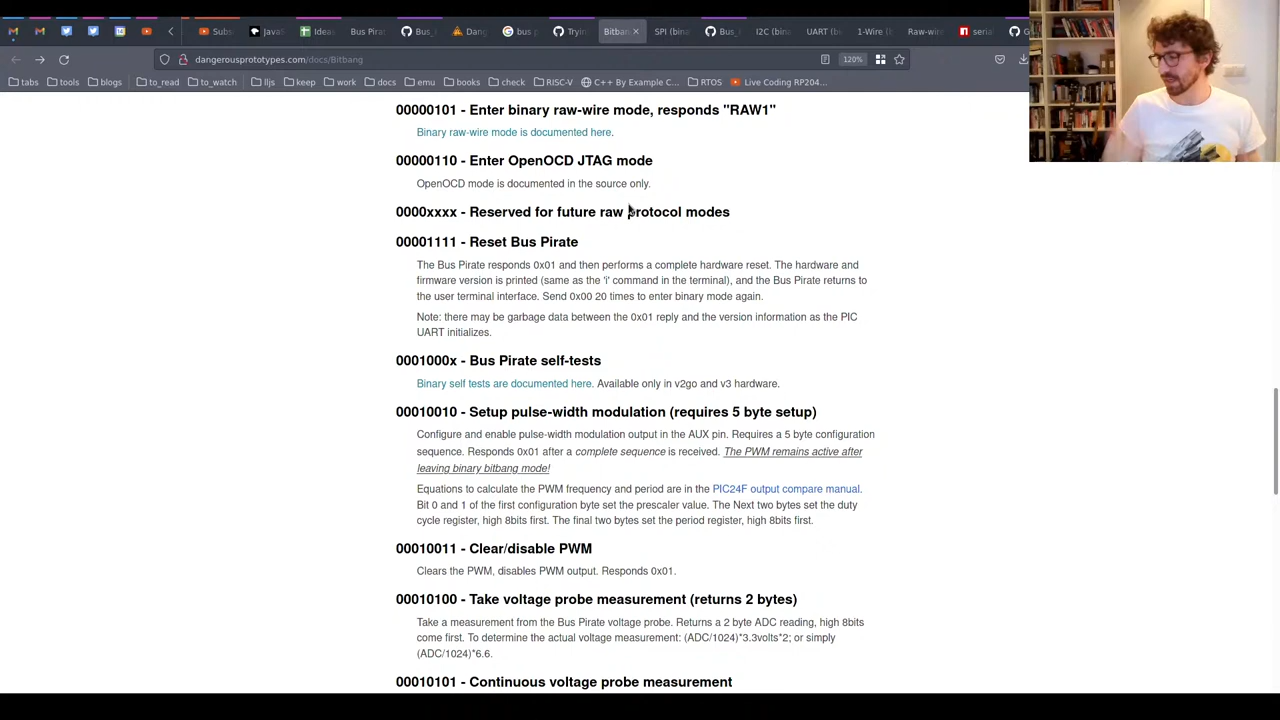 Subs
Java
Bus Pirat
Bus_
Dang
bus p
Tryin
Bitban
SPI (bina
Bus_
I2C (bina
UART (bi
1-Wire (b
Raw-wir
seria
dangerousprototypes.com/docs/Bitbang
120%
tabs
tools
blogs
to_read
to_watch
lljs
keep
work
docs
emu
books
check
RISC-V
C++ By Example C...
RTOS
Live Coding RP204...
00000101 - Enter binary raw-wire mode, responds "RAW1"
Binary raw-wire mode is documented here.
00000110 - Enter OpenOCD JTAG mode
OpenOCD mode is documented in the source only.
0000xxxx - Reserved for future raw protocol modes
00001111 - Reset Bus Pirate
The Bus Pirate responds 0x01 and then performs a complete hardware reset. The hardware and
firmware version is printed (same as the 'i' command in the terminal), and the Bus Pirate returns to
the user terminal interface. Send 0x00 20 times to enter binary mode again.
Note: there may be garbage data between the 0x01 reply and the version information as the PIC
UART initializes.
0001000x - Bus Pirate self-tests
Binary self tests are documented here. Available only in v2go and v3 hardware.
00010010 - Setup pulse-width modulation (requires 5 byte setup)
Configure and enable pulse-width modulation output in the AUX pin. Requires a 5 byte configuration
sequence. Responds 0x01 after a complete sequence is received. The PWM remains active after
leaving binary bitbang mode!
Equations to calculate the PWM frequency and period are in the PIC24F output compare manual.
Bit 0 and 1 of the first configuration byte set the prescaler value. The Next two bytes set the duty
cycle register, high 8bits first. The final two bytes set the period register, high 8bits first.
00010011 - Clear/disable PWM
Clears the PWM, disables PWM output. Responds 0x01.
00010100 - Take voltage probe measurement (returns 2 bytes)
Take a measurement from the Bus Pirate voltage probe. Returns a 2 byte ADC reading, high 8bits
come first. To determine the actual voltage measurement: (ADC/1024)*3.3volts*2; or simply
(ADC/1024)*6.6.
00010101 - Continuous voltage probe measurement